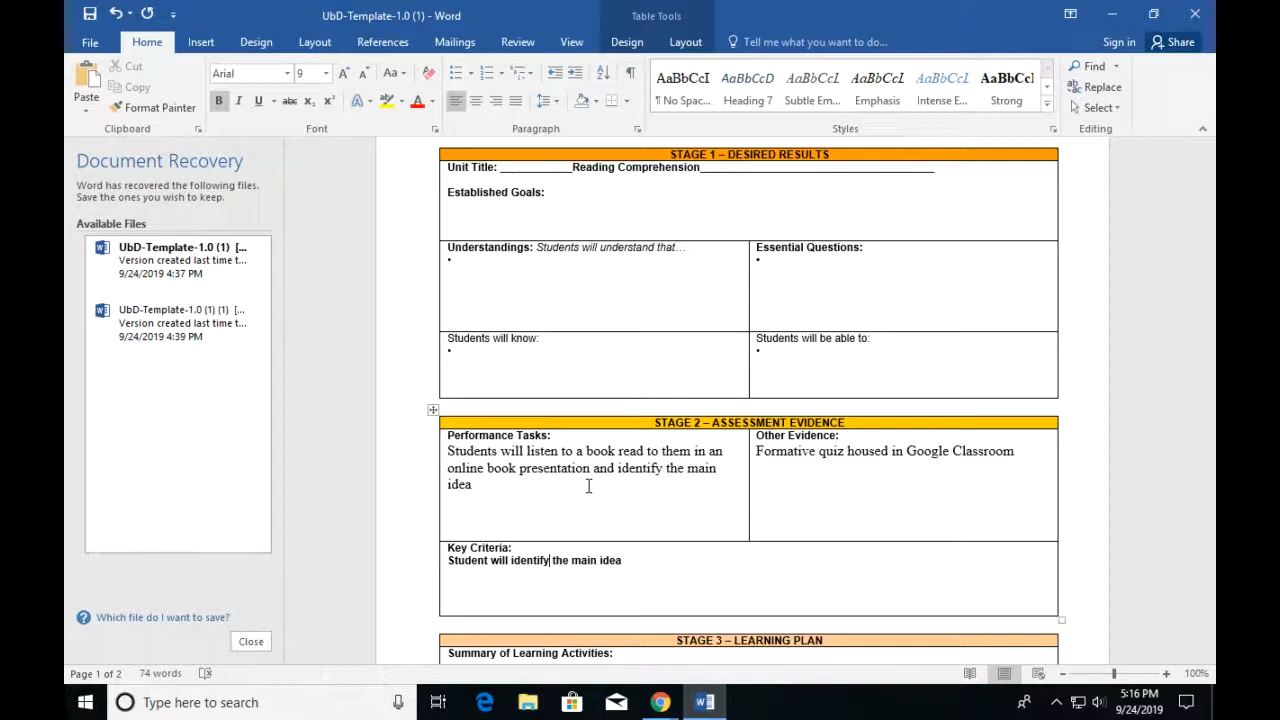 UbD-Template-1.0 (1) - Word
Table Tools
File Home Insert Design Layout References Mailings Review View Design Layout Tell me what you want to do... Sign in Share
Paste
Cut
Copy
Format Painter
Clipboard
Arial 9
Font
Paragraph
AaBbCcI AaBbCcD AaBbCcL AaBbCcL AaBbCcL AaBbCcI
¶ No Spac... Heading 7 Subtle Em... Emphasis Intense E... Strong
Styles
Find
Replace
Select
Editing
Document Recovery
Word has recovered the following files.
Save the ones you wish to keep.
Available Files
UbD-Template-1.0 (1) [...
Version created last time t...
9/24/2019 4:37 PM
UbD-Template-1.0 (1) (1) [...
Version created last time t...
9/24/2019 4:39 PM
Which file do I want to save?
Close
STAGE 1 – DESIRED RESULTS
Unit Title: ____________Reading Comprehension_______________________________________
Established Goals:
Understandings: Students will understand that…
•
Essential Questions:
•
Students will know:
•
Students will be able to:
•
STAGE 2 – ASSESSMENT EVIDENCE
Performance Tasks:
Students will listen to a book read to them in an
online book presentation and identify the main
idea
Other Evidence:
Formative quiz housed in Google Classroom
Key Criteria:
Student will identify the main idea
STAGE 3 – LEARNING PLAN
Summary of Learning Activities:
Page 1 of 2 74 words 100%
Type here to search
5:16 PM
9/24/2019